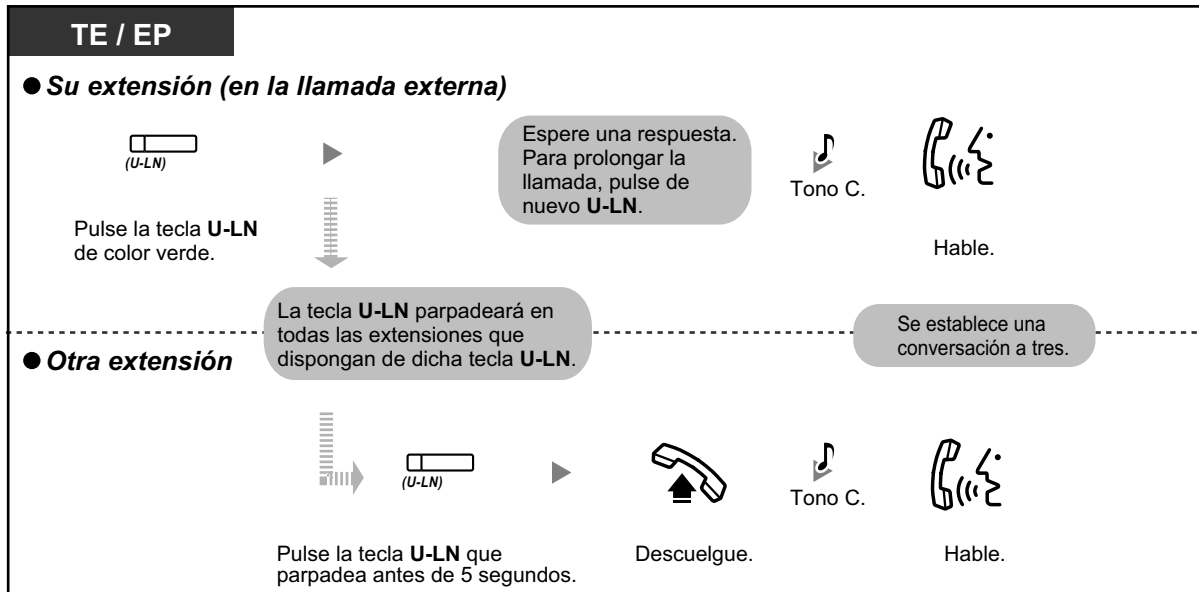 TE / EP
Su extensión (en la llamada externa)
(U-LN)
Pulse la tecla U-LN
de color verde.
Espere una respuesta.
Para prolongar la
llamada, pulse de
nuevo U-LN.
Tono C.
Hable.
La tecla U-LN parpadeará en
todas las extensiones que
dispongan de dicha tecla U-LN.
Se establece una
conversación a tres.
Otra extensión
(U-LN)
Pulse la tecla U-LN que
parpadea antes de 5 segundos.
Descuelgue.
Tono C.
Hable.